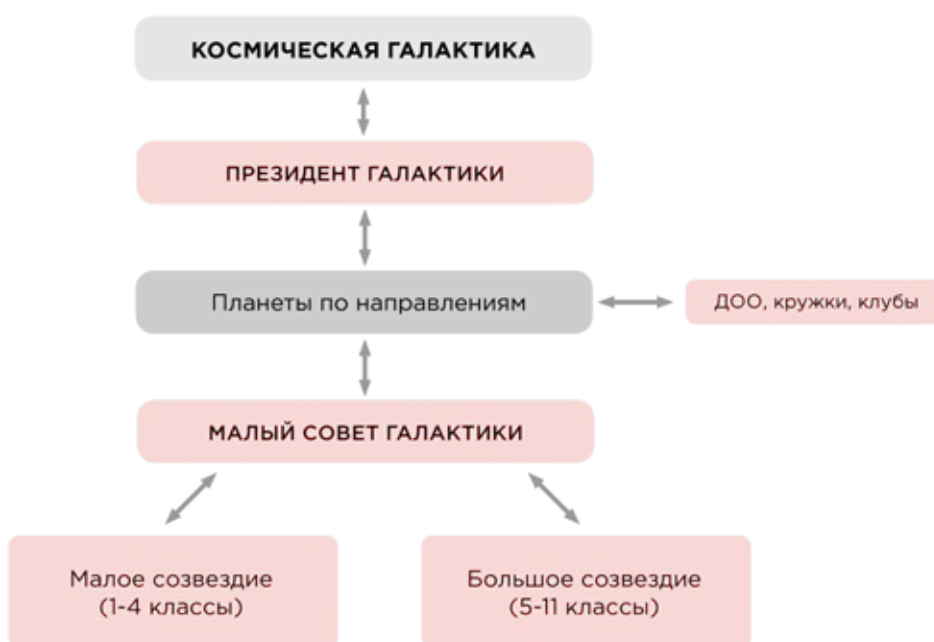 КОСМИЧЕСКАЯ ГАЛАКТИКА
ПРЕЗИДЕНТ ГАЛАКТИКИ
Планеты по направлениям
ДОО, кружки, клубы
МАЛЫЙ СОВЕТ ГАЛАКТИКИ
Малое созвездие
(1-4 классы)
Большое созвездие
(5-11 классы)